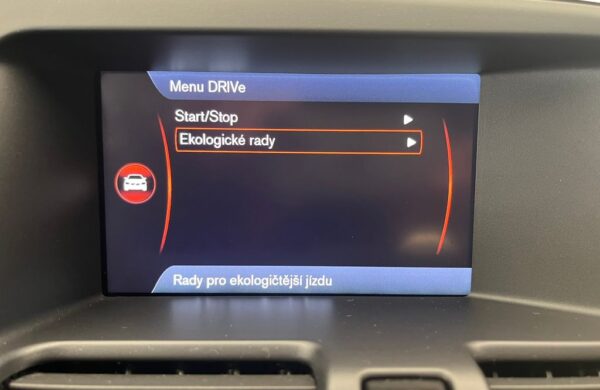 Menu DRIVe
Start/Stop
Ekologické rady
Rady pro ekologičtější jízdu